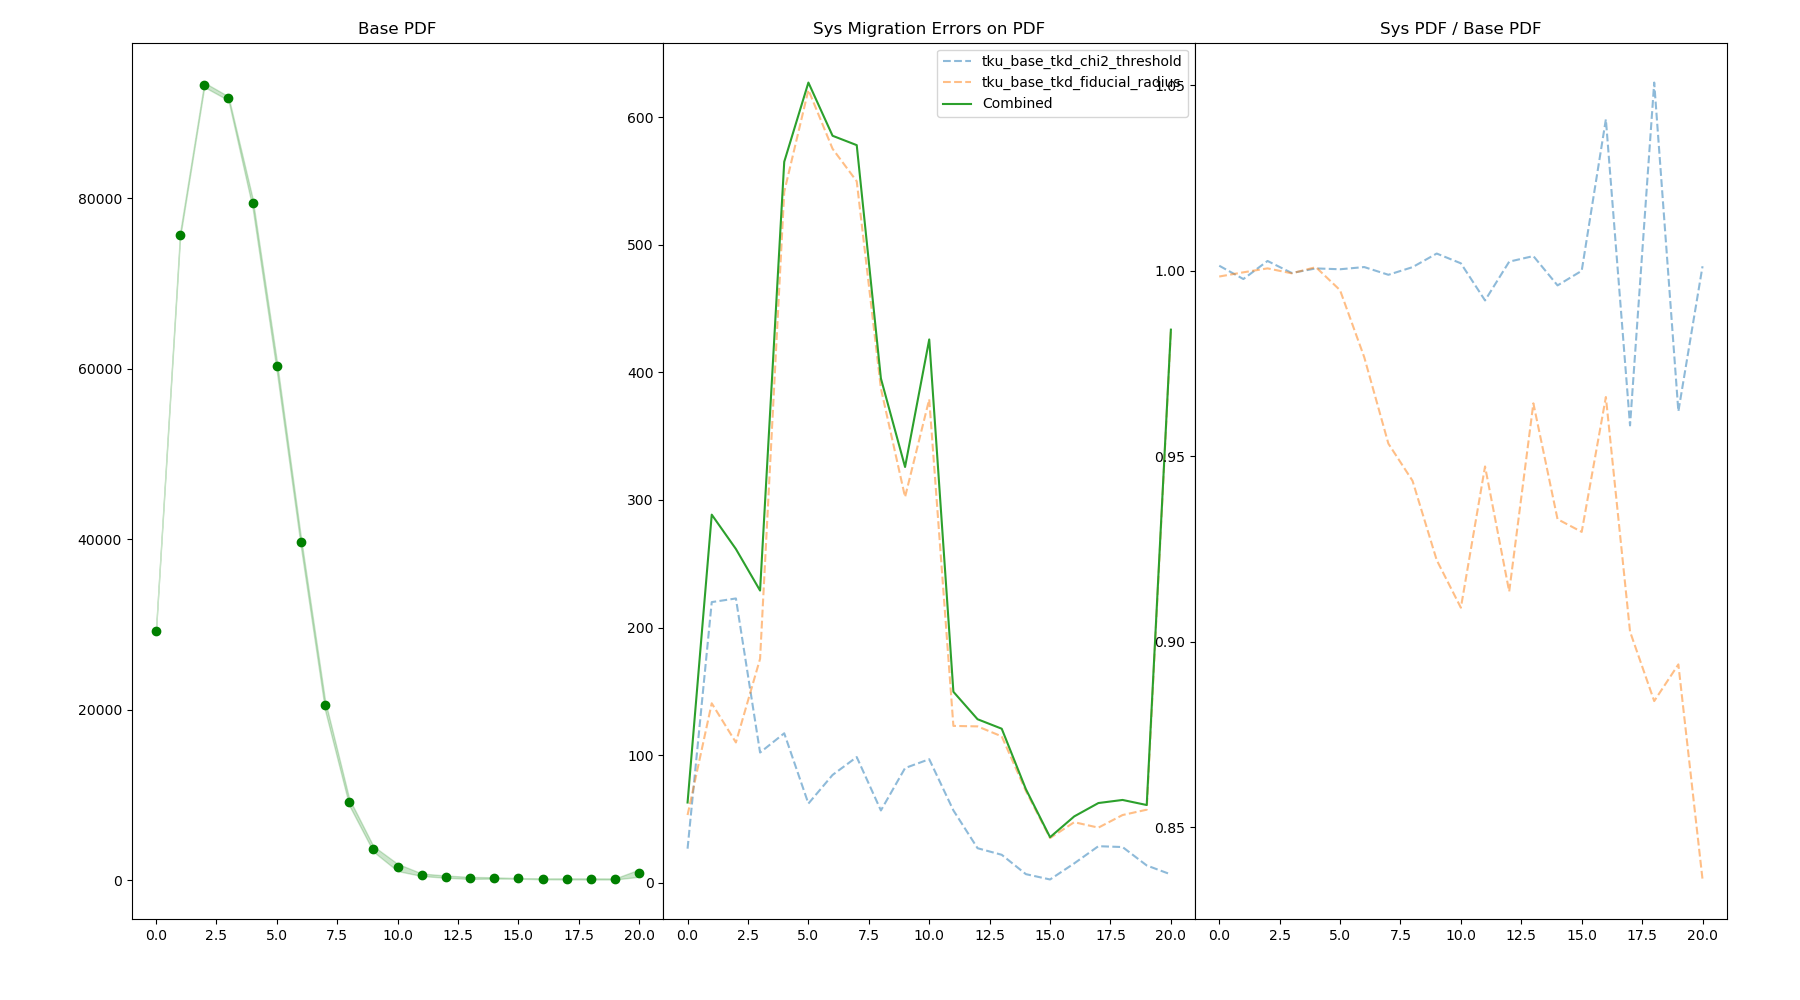 Base PDF
Sys Migration Errors on PDF
Sys PDF / Base PDF
tku_base_tkd_chi2_threshold
tku_base_tkd_fiducial_radius
Combined
80000
60000
40000
20000
0
600
500
400
300
200
100
0
1.05
1.00
0.95
0.90
0.85
0.0 2.5 5.0 7.5 10.0 12.5 15.0 17.5 20.0
0.0 2.5 5.0 7.5 10.0 12.5 15.0 17.5 20.0
0.0 2.5 5.0 7.5 10.0 12.5 15.0 17.5 20.0